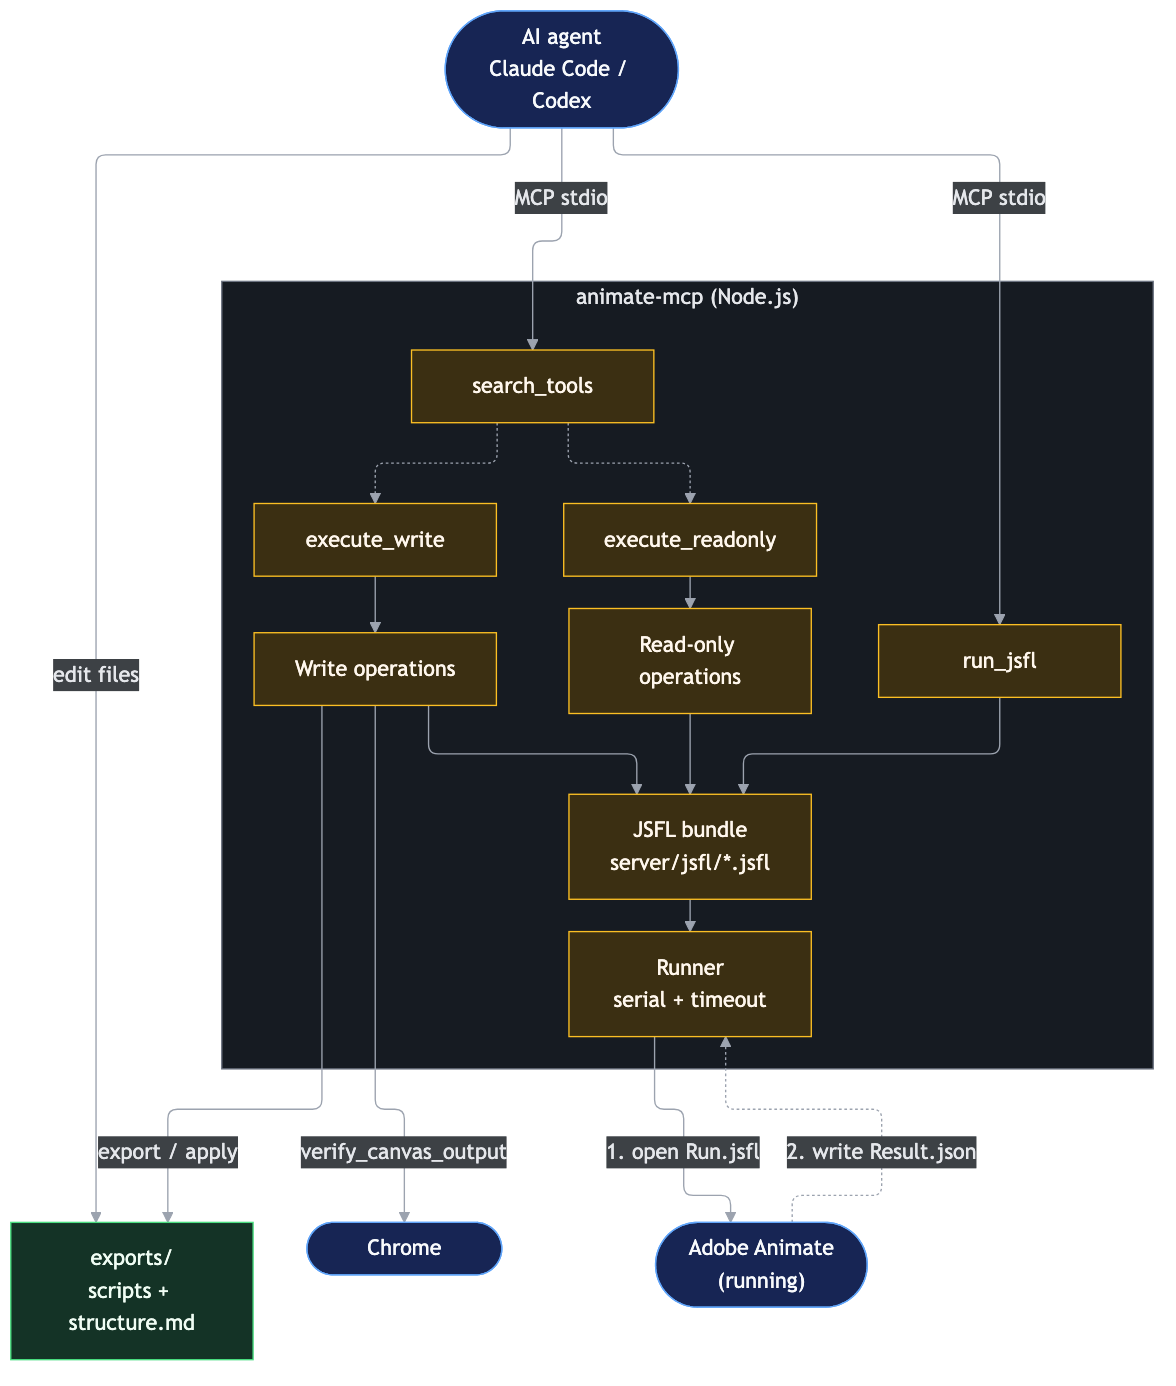 AI agent
Claude Code /
Codex
MCP stdio
MCP stdio
animate-mcp (Node.js)
search_tools
execute_write
execute_readonly
Write operations
Read-only
operations
run_jsfl
edit files
JSFL bundle
server/jsfl/*.jsfl
Runner
serial + timeout
export / apply
verify_canvas_output
1. open Run.jsfl
2. write Result.json
exports/
scripts +
structure.md
Chrome
Adobe Animate
(running)